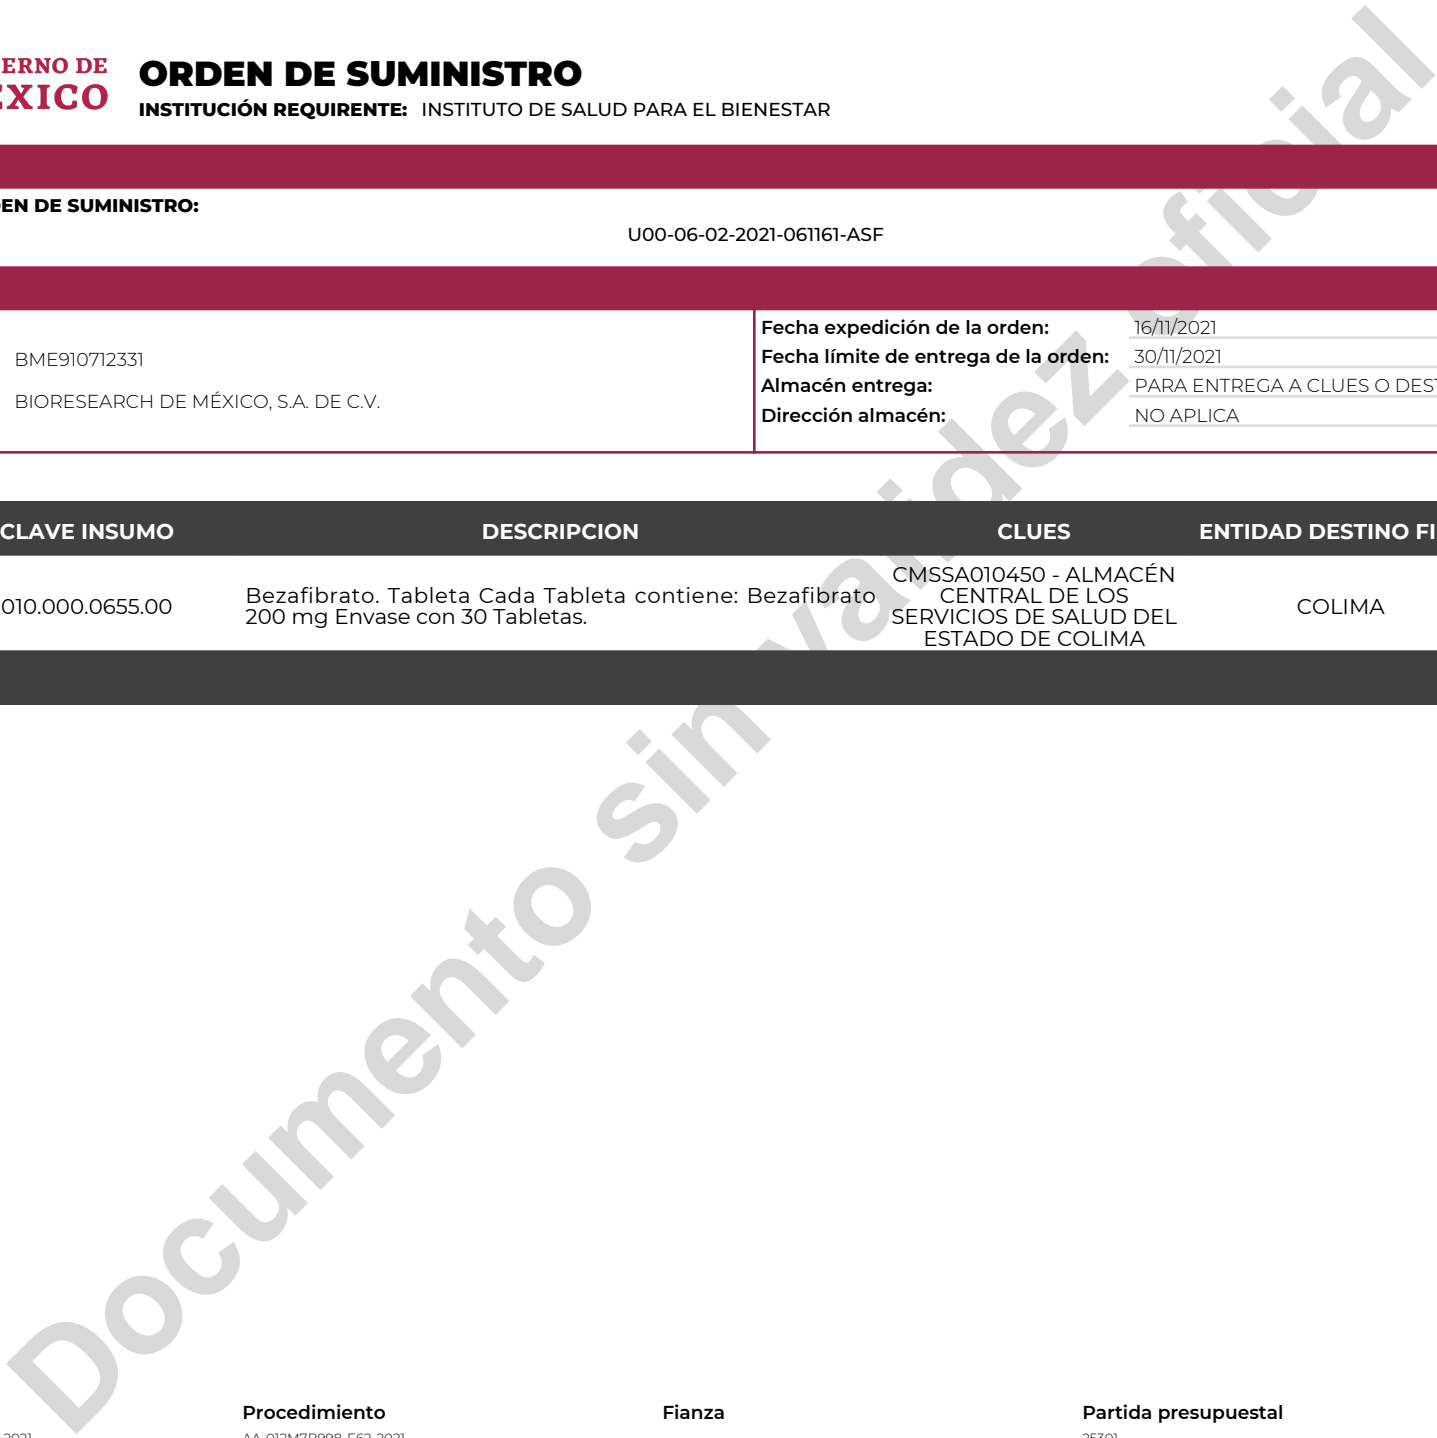 ERNO DE
ÉXICO
ORDEN DE SUMINISTRO
INSTITUCIÓN REQUIRENTE: INSTITUTO DE SALUD PARA EL BIENESTAR
EN DE SUMINISTRO:
U00-06-02-2021-061161-ASF
BME910712331
BIORESEARCH DE MÉXICO, S.A. DE C.V.
Fecha expedición de la orden: 16/11/2021
Fecha límite de entrega de la orden: 30/11/2021
Almacén entrega: PARA ENTREGA A CLUES O DEST
Dirección almacén: NO APLICA
CLAVE INSUMO DESCRIPCION CLUES ENTIDAD DESTINO FI
010.000.0655.00
Bezafibrato. Tableta Cada Tableta contiene: Bezafibrato
200 mg Envase con 30 Tabletas.
CMSSA010450 - ALMACÉN
CENTRAL DE LOS
SERVICIOS DE SALUD DEL
ESTADO DE COLIMA
COLIMA
Documento sin validez oficial
Procedimiento Fianza Partida presupuestal